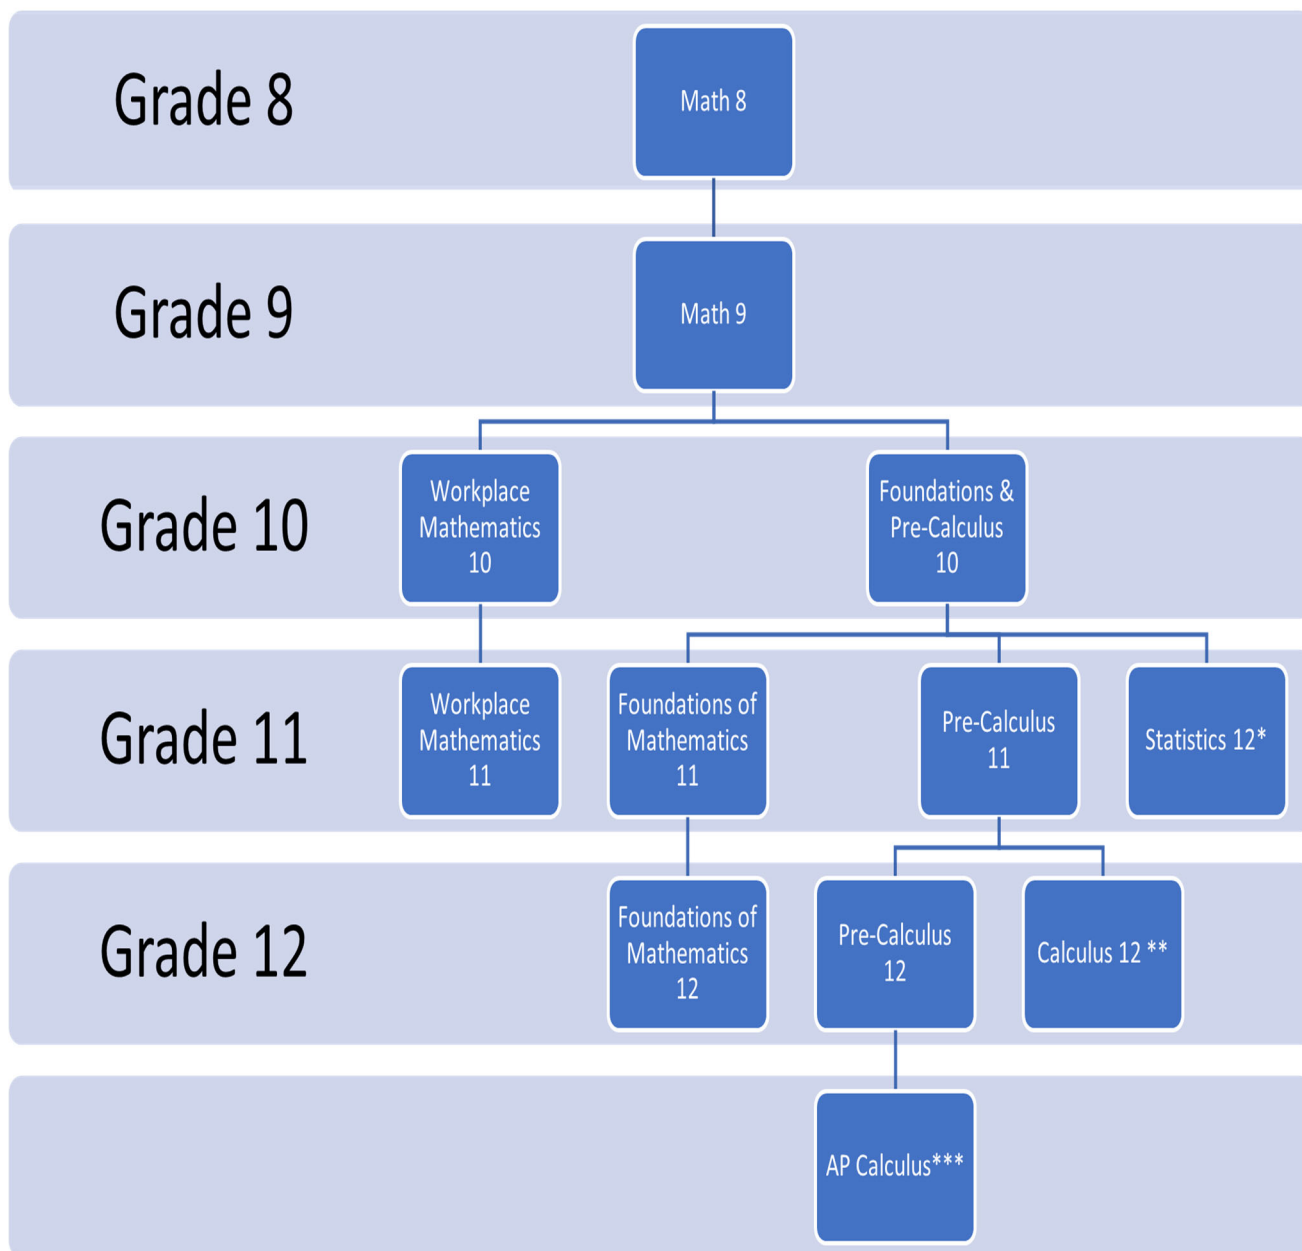 Grade 8
Math 8
Grade 9
Math 9
Grade 10
Workplace
Mathematics
10
Foundations &
Pre-Calculus
10
Grade 11
Workplace
Mathematics
11
Foundations of
Mathematics
11
Pre-Calculus
11
Statistics 12*
Grade 12
Foundations of
Mathematics
12
Pre-Calculus
12
Calculus 12 **
AP Calculus***